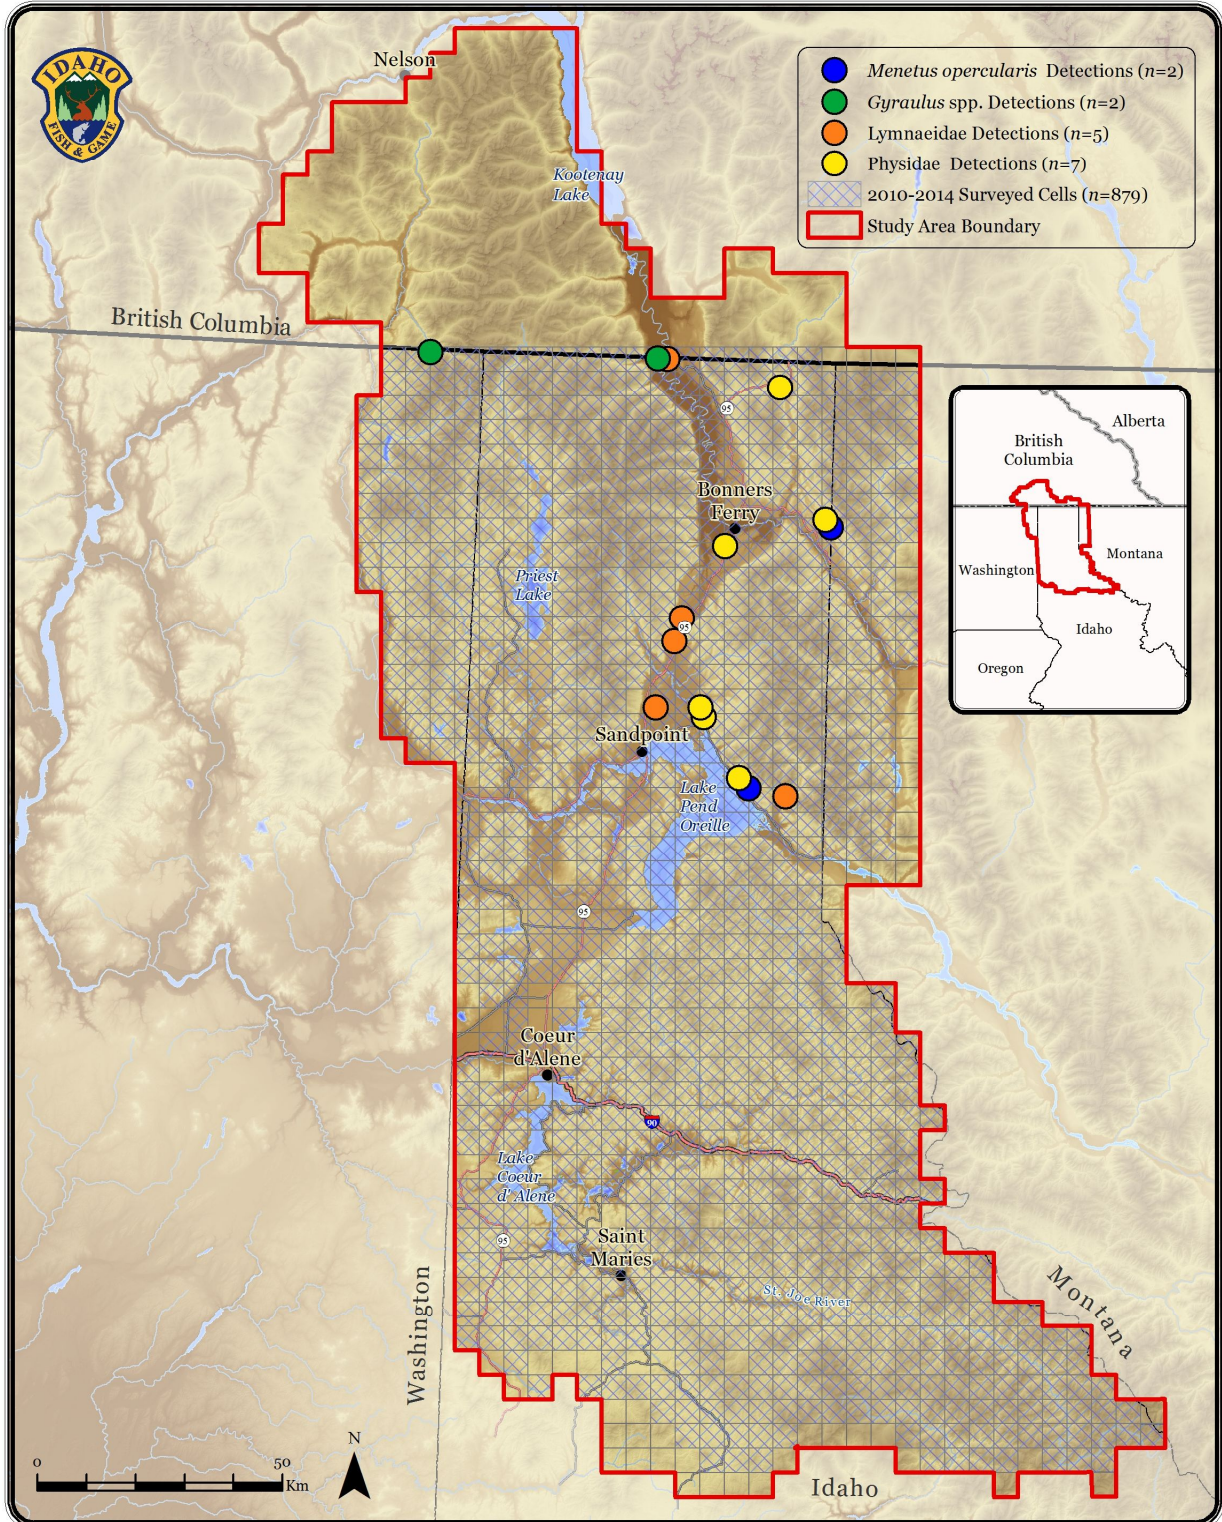 IDAHO
FISH & GAME
Nelson
Menetus opercularis Detections (n=2)
Gyraulus spp. Detections (n=2)
Lymnaeidae Detections (n=5)
Physidae Detections (n=7)
2010-2014 Surveyed Cells (n=879)
Study Area Boundary
Kootenay
Lake
British Columbia
95
Alberta
British
Columbia
Washington
Montana
Idaho
Oregon
Bonners
Ferry
Priest
Lake
95
Sandpoint
Lake
Pend
Oreille
95
Coeur
d'Alene
90
Lake
Coeur
d' Alene
95
Saint
Maries
St. Joe River
Montana
Washington
Idaho
0
50
Km
N